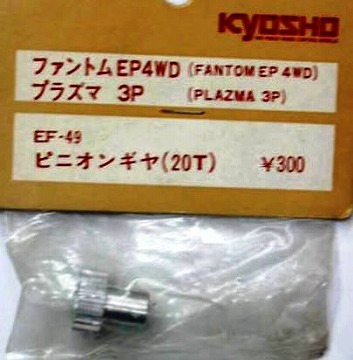 KYOSHO
ファントムEP4WD (FANTOM EP 4WD)
プラズマ 3P (PLAZMA 3P)
EF-49
ピニオンギヤ(20T) ¥300